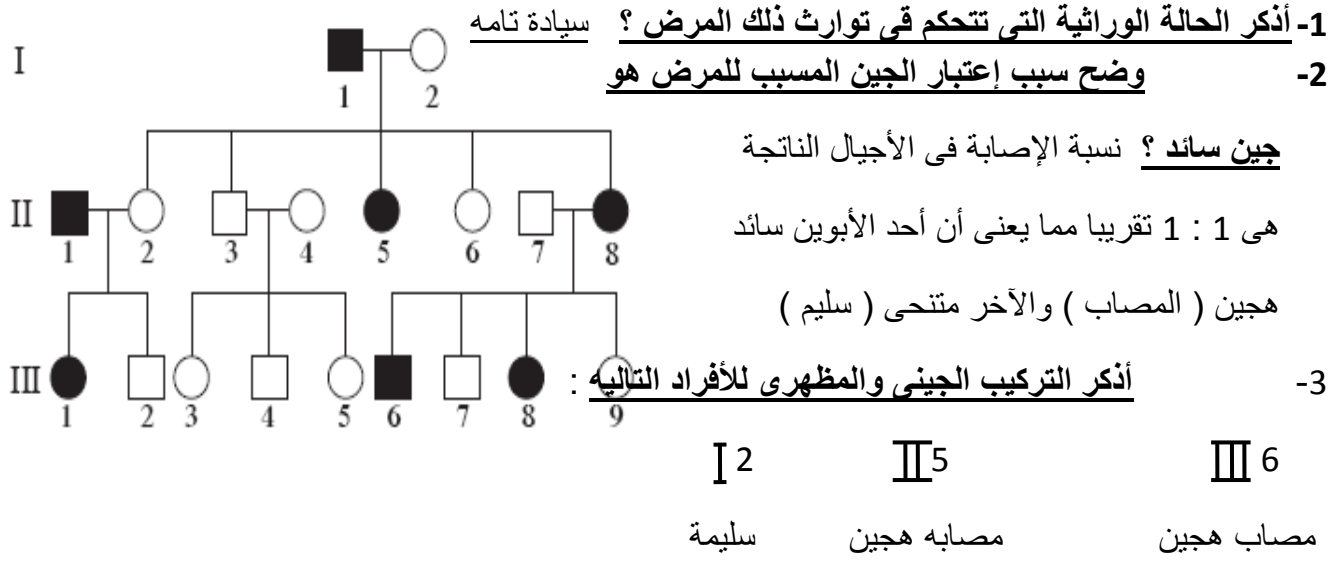 1- أذكر الحالة الوراثية التى تتحكم قى توارث ذلك المرض ؟ سيادة تامه
2- وضح سبب إعتبار الجين المسبب للمرض هو
جين سائد ؟ نسبة الإصابة فى الأجيال الناتجة
هى 1 : 1 تقريبا مما يعنى أن أحد الأبوين سائد
هجين ( المصاب ) والآخر متنحى ( سليم )
3- أذكر التركيب الجينى والمظهرى للأفراد التاليه :
III 6 II 5 I 2
مصاب هجين مصابه هجين سليمة
I
1 2
II
1 2 3 4 5 6 7 8
III
1 2 3 4 5 6 7 8 9